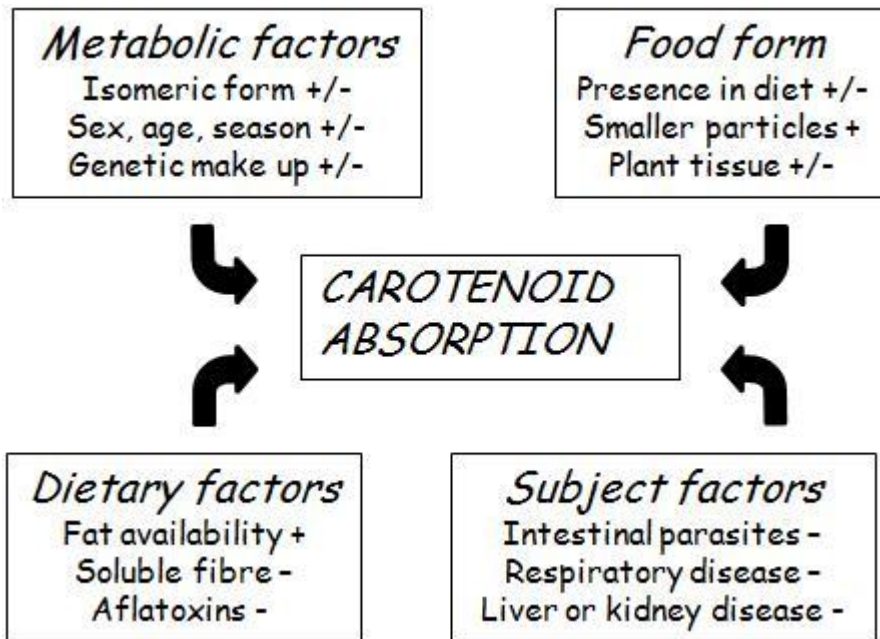 Metabolic factors
Isomeric form +/-
Sex, age, season +/-
Genetic make up +/-
Food form
Presence in diet +/-
Smaller particles +
Plant tissue +/-
CAROTENOID
ABSORPTION
Dietary factors
Fat availability +
Soluble fibre -
Aflatoxins -
Subject factors
Intestinal parasites -
Respiratory disease -
Liver or kidney disease -